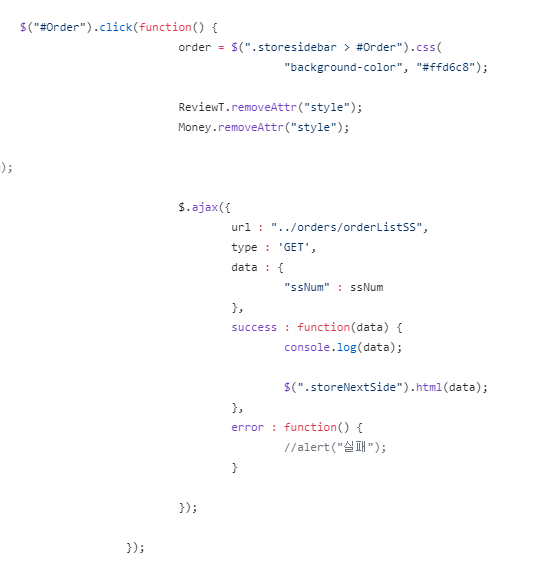 $("#Order").click(function() {
order = $(".storesidebar > #Order").css(
"background-color", "#ffd6c8");
ReviewT.removeAttr("style");
Money.removeAttr("style");
);
$.ajax({
url : "../orders/orderListSS",
type : 'GET',
data : {
"ssNum" : ssNum
},
success : function(data) {
console.log(data);
$(".storeNextSide").html(data);
},
error : function() {
//alert("실패");
}
});
});